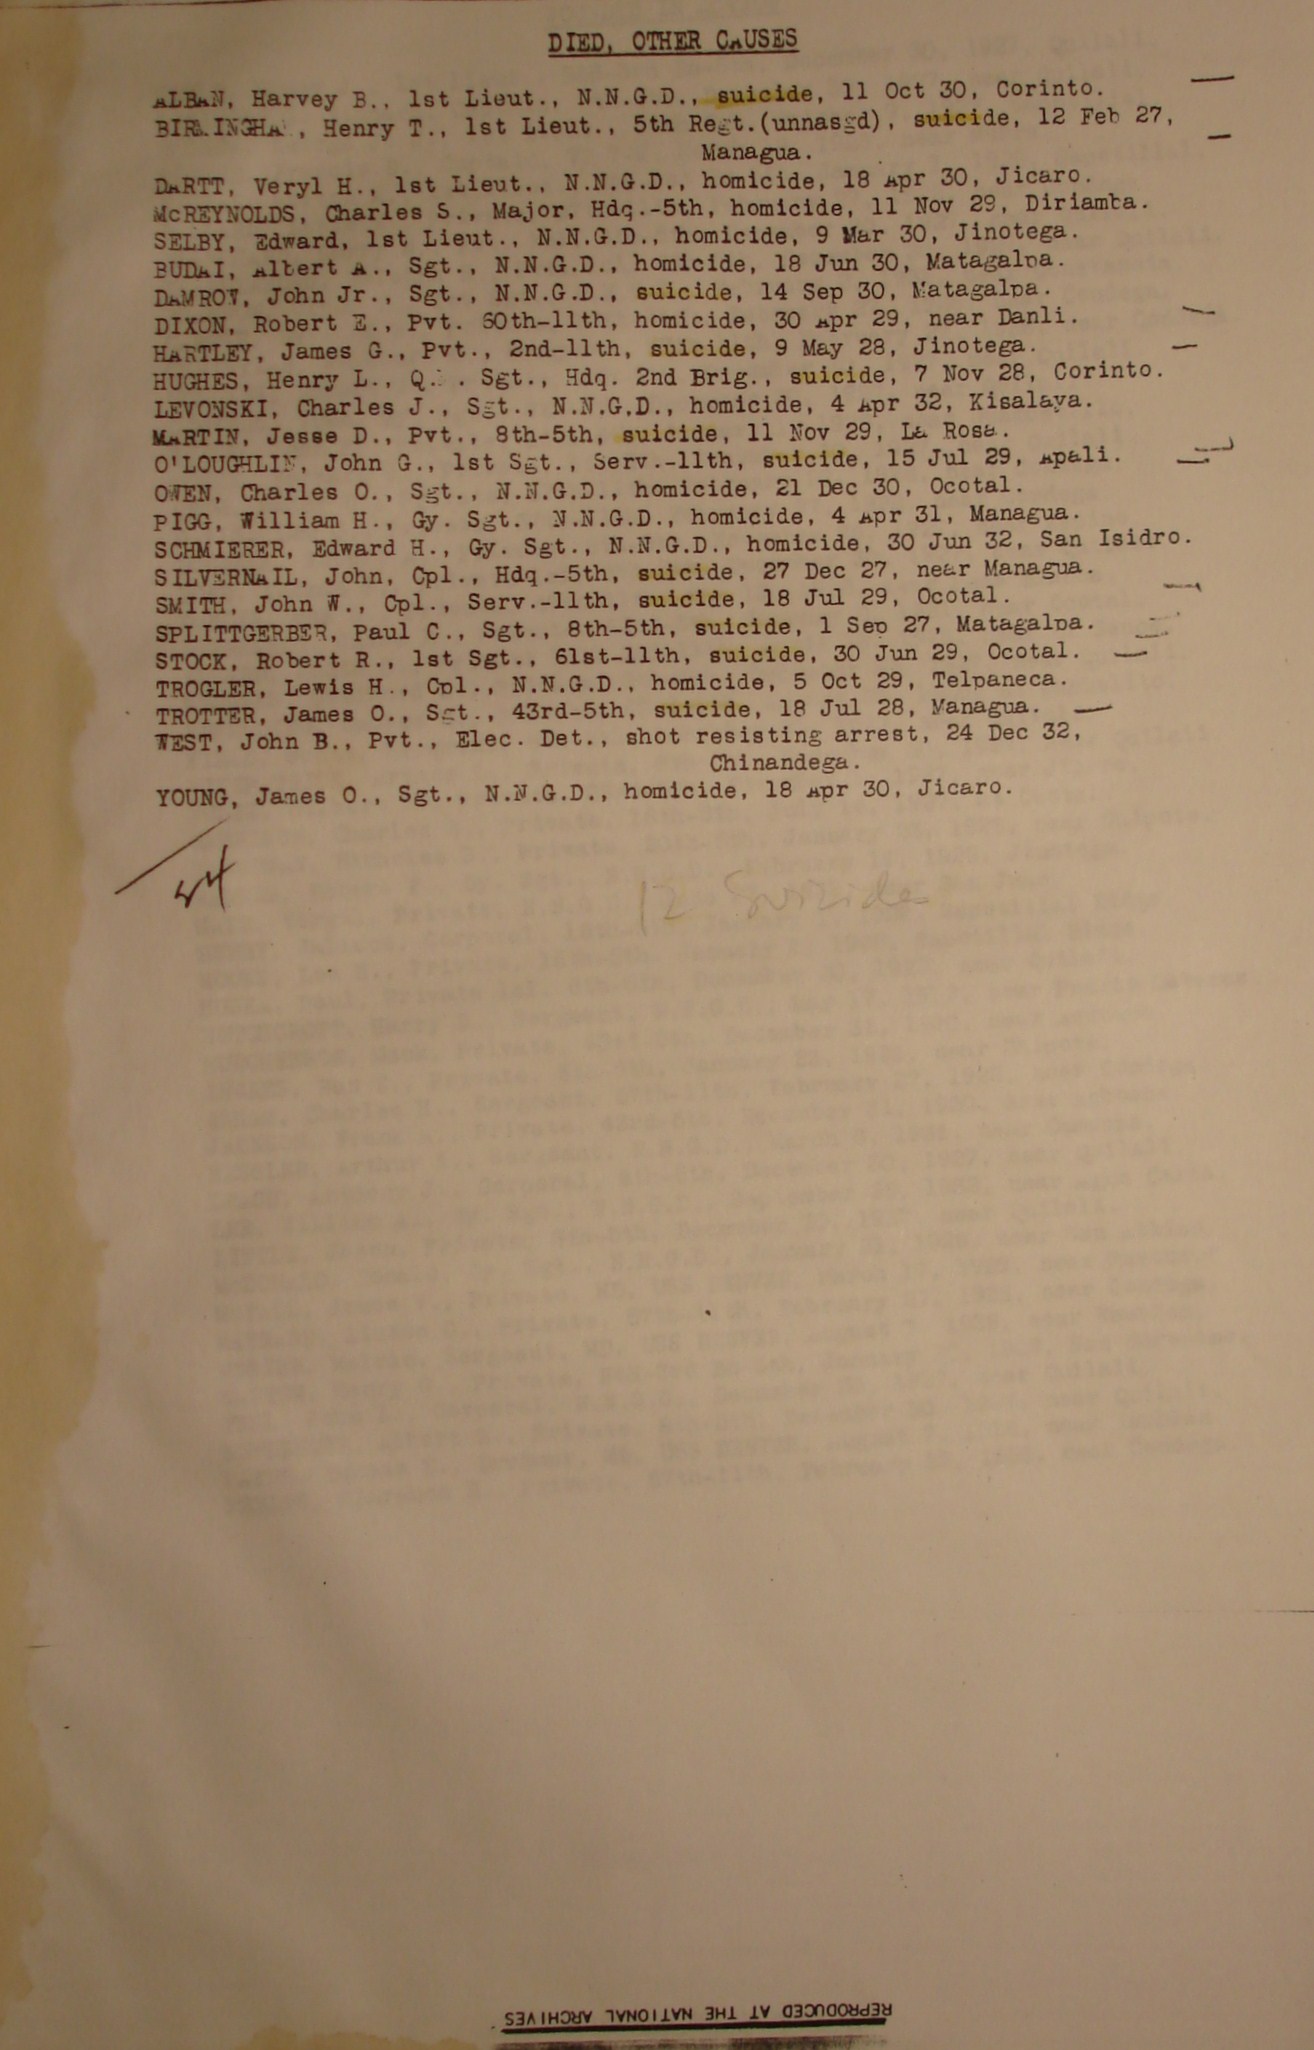 DIED, OTHER CAUSES
ALBAN, Harvey B., 1st Lieut., N.N.G.D., suicide, 11 Oct 30, Corinto.
Henry T., 1st Lieut., 5th Regt.(unnasgd), suicide, 12 Feb 27,
Managua.
DARTT, Veryl H., 1st Lieut., N.N.G.D., homicide, 18 Apr 30, Jicaro.
McREYNOLDS, Charles S., Major, Hdq.-5th, homicide, 11 Nov 29, Diriamba.
SELBY, Edward, 1st Lieut., N.N.G.D., homicide, 9 Mar 30, Jinotega.
BUDAI, Albert A., Sgt., N.N.G.D., homicide, 18 Jun 30, Matagalpa.
DAMROW, John Jr., Sgt., N.N.G.D., suicide, 14 Sep 30, Matagalpa.
DIXON, Robert E., Pvt. 60th-11th, homicide, 30 Apr 29, near Danli.
HARTLEY, James G., Pvt., 2nd-11th, suicide, 9 May 28, Jinotega.
HUGHES, Henry L., Sgt., Hdq. 2nd Brig., suicide, 7 Nov 28, Corinto.
LEVONSKI, Charles J., Sgt., N.N.G.D., homicide, 4 Apr 32, Kisalaya.
MARTIN, Jesse D., Pvt., 8th-5th, suicide, 11 Nov 29, La Rosa.
O'LOUGHLIN, John G., 1st Sgt., Serv.-11th, suicide, 15 Jul 29, Apali.
OWEN, Charles O., Sgt., N.N.G.D., homicide, 21 Dec 30, Ocotal.
PIGG, William H., Gy. Sgt., N.N.G.D., homicide, 4 Apr 31, Managua.
SCHMIERER, Edward H., Gy. Sgt., N.N.G.D., homicide, 30 Jun 32, San Isidro.
SILVERNAIL, John, Cpl., Hdq.-5th, suicide, 27 Dec 27, near Managua.
SMITH, John W., Cpl., Serv.-11th, suicide, 18 Jul 29, Ocotal.
SPLITTGERBER, Paul C., Sgt., 8th-5th, suicide, 1 Sep 27, Matagalpa.
STOCK, Robert R., 1st Sgt., 61st-11th, suicide, 30 Jun 29, Ocotal.
TROGLER, Lewis H., Cpl., N.N.G.D., homicide, 5 Oct 29, Telpaneca.
TROTTER, James O., Sgt., 43rd-5th, suicide, 18 Jul 28, Managua.
WEST, John B., Pvt., Elec. Det., shot resisting arrest, 24 Dec 32,
Chinandega.
YOUNG, James O., Sgt., N.N.G.D., homicide, 18 Apr 30, Jicaro.
24
12 Suicides
REPRODUCED AT THE NATIONAL ARCHIVES